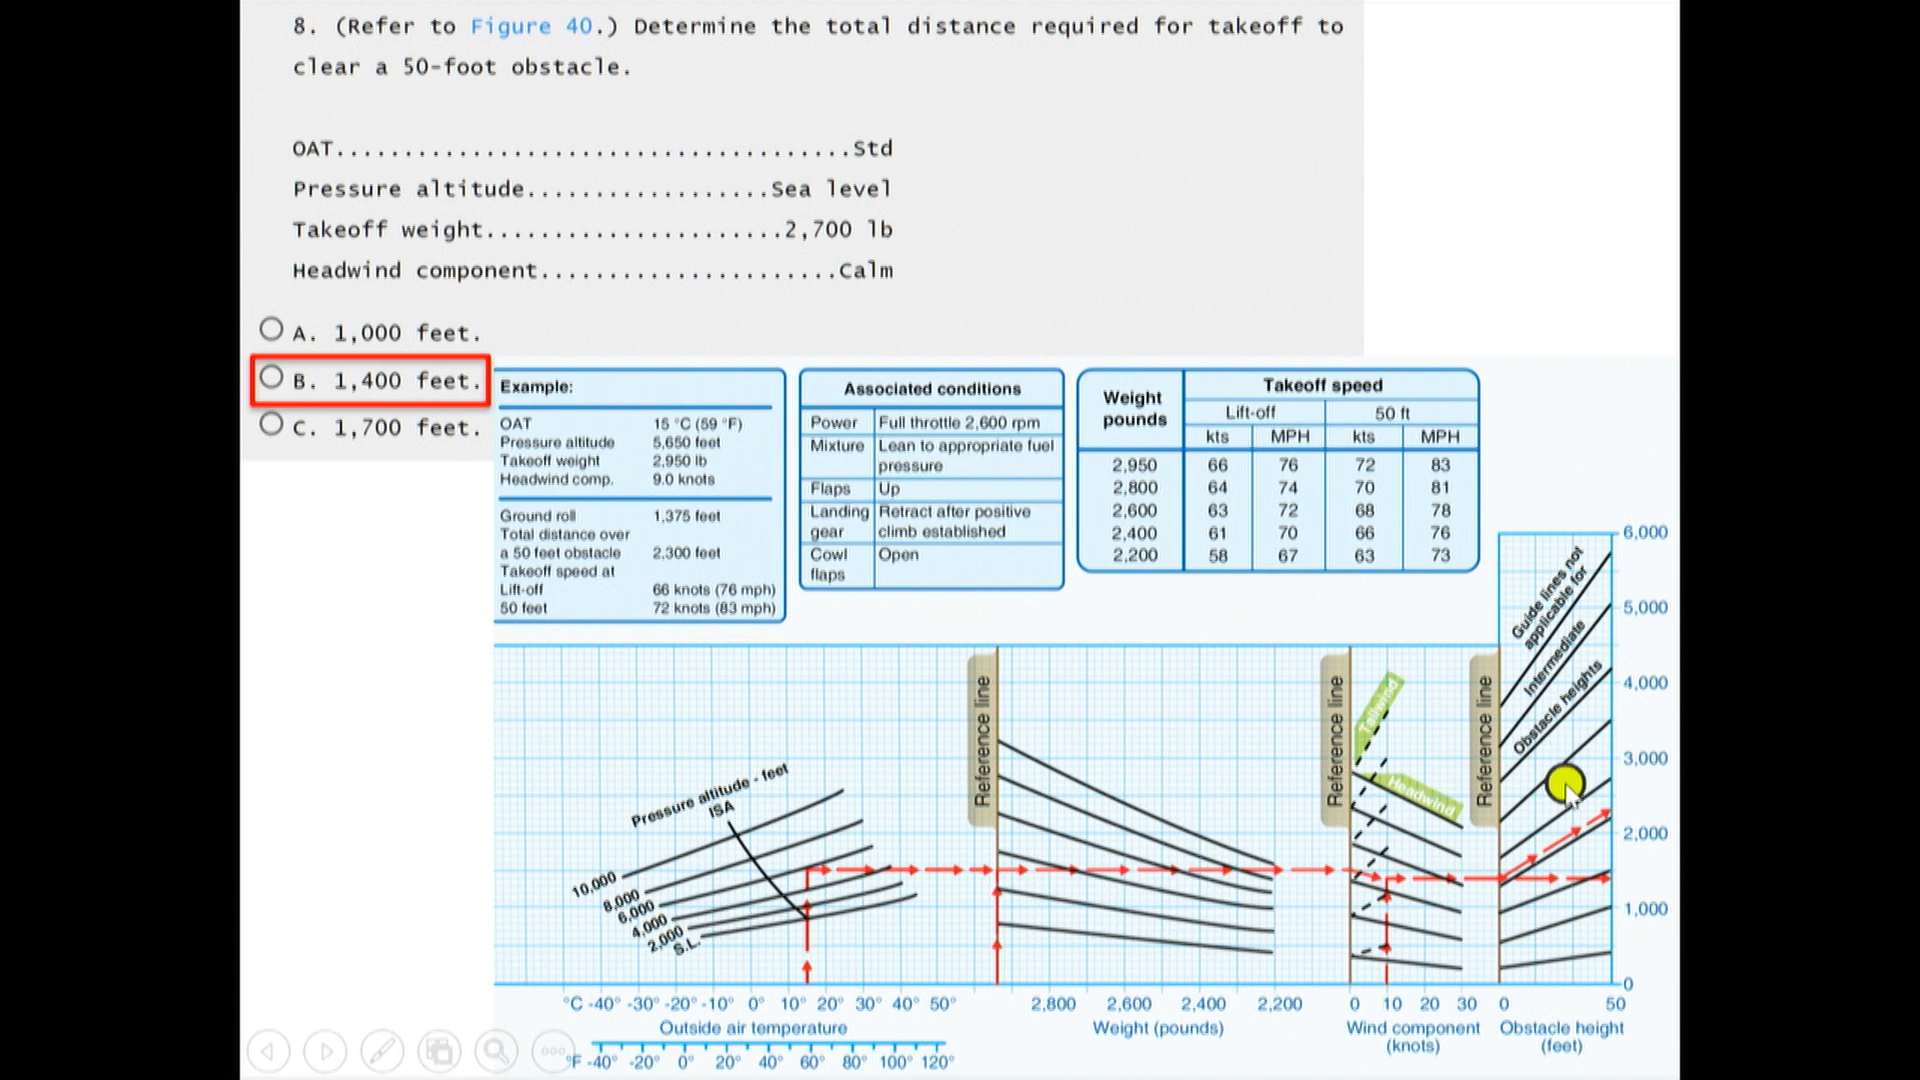 8. (Refer to Figure 40.) Determine the total distance required for takeoff to
clear a 50-foot obstacle.
OAT......................................Std
Pressure altitude..................Sea level
Takeoff weight......................2,700 lb
Headwind component......................Calm
A. 1,000 feet.
B. 1,400 feet.
C. 1,700 feet.
Example:
OAT 15 °C (59 °F)
Pressure altitude 5,650 feet
Takeoff weight 2,950 lb
Headwind comp. 9.0 knots
Ground roll 1,375 feet
Total distance over
a 50 feet obstacle 2,300 feet
Takeoff speed at
Lift-off 66 knots (76 mph)
50 feet 72 knots (83 mph)
Associated conditions
Power Full throttle 2,600 rpm
Mixture Lean to appropriate fuel
pressure
Flaps Up
Landing Retract after positive
gear climb established
Cowl Open
flaps
Weight
pounds
Takeoff speed
Lift-off 50 ft
kts MPH kts MPH
2,950 66 76 72 83
2,800 64 74 70 81
2,600 63 72 68 78
2,400 61 70 66 76
2,200 58 67 63 73
Guide lines not
applicable for
Intermediate
Obstacle heights
6,000
5,000
4,000
3,000
2,000
1,000
0
Reference line
Reference line
Reference line
Tailwind
Headwind
Pressure altitude - feet
ISA
10,000
8,000
6,000
4,000
2,000
S.L.
°C -40° -30° -20° -10° 0° 10° 20° 30° 40° 50°
Outside air temperature
°F -40° -20° 0° 20° 40° 60° 80° 100° 120°
2,800 2,600 2,400 2,200
Weight (pounds)
0 10 20 30
Wind component
(knots)
0 50
Obstacle height
(feet)